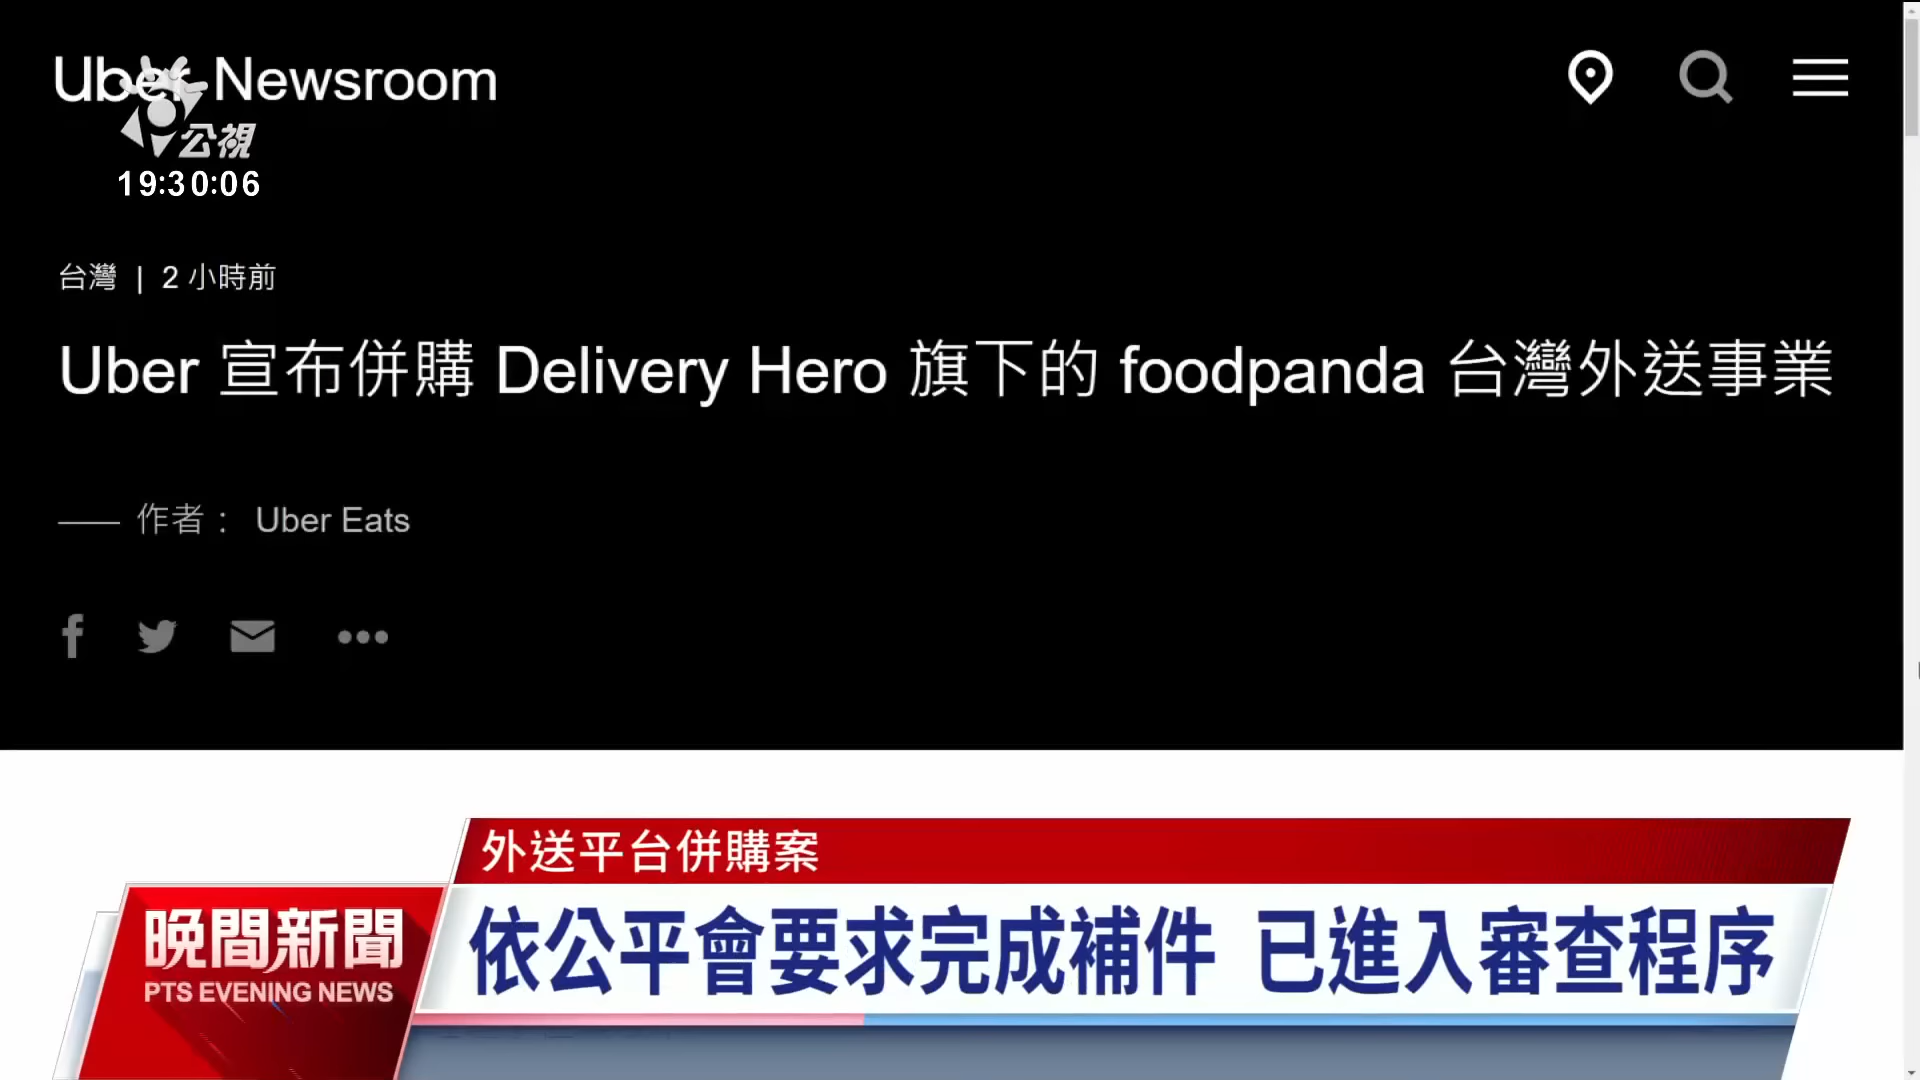 Uber Newsroom
公視
19:30:06
台灣 | 2 小時前
Uber 宣布併購 Delivery Hero 旗下的 foodpanda 台灣外送事業
作者： Uber Eats
外送平台併購案
晚間新聞
PTS EVENING NEWS
依公平會要求完成補件 已進入審查程序